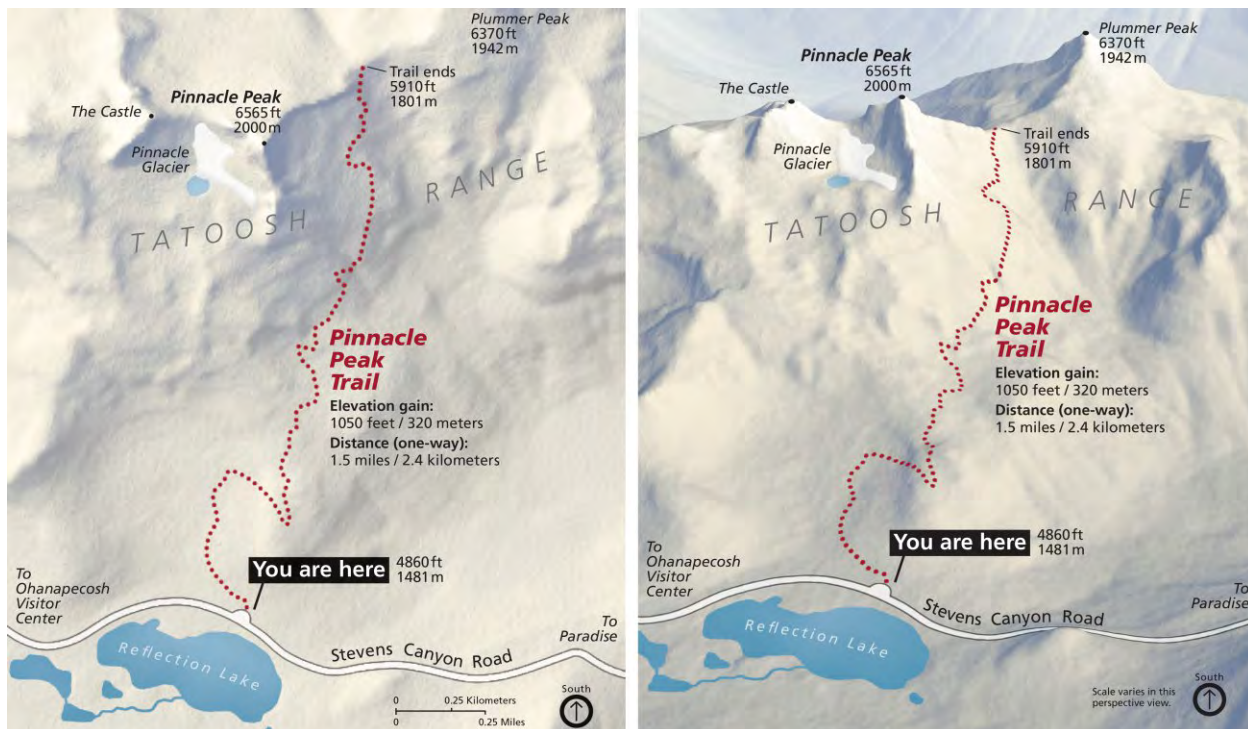 Plummer Peak
6370 ft
1942 m
Trail ends
5910 ft
1801 m
Pinnacle Peak
6565 ft
2000 m
The Castle
Pinnacle
Glacier
TATOOSH RANGE
Pinnacle
Peak
Trail
Elevation gain:
1050 feet / 320 meters
Distance (one-way):
1.5 miles / 2.4 kilometers
You are here
4860 ft
1481 m
To
Ohanapecosh
Visitor
Center
Reflection Lake
Stevens Canyon Road
To
Paradise
0 0.25 Kilometers
0 0.25 Miles
South
Plummer Peak
6370 ft
1942 m
Pinnacle Peak
6565 ft
2000 m
The Castle
Trail ends
5910 ft
1801 m
Pinnacle
Glacier
TATOOSH RANGE
Pinnacle
Peak
Trail
Elevation gain:
1050 feet / 320 meters
Distance (one-way):
1.5 miles / 2.4 kilometers
You are here
4860 ft
1481 m
To
Ohanapecosh
Visitor
Center
Reflection Lake
Stevens Canyon Road
To
Paradise
Scale varies in this
perspective view.
South